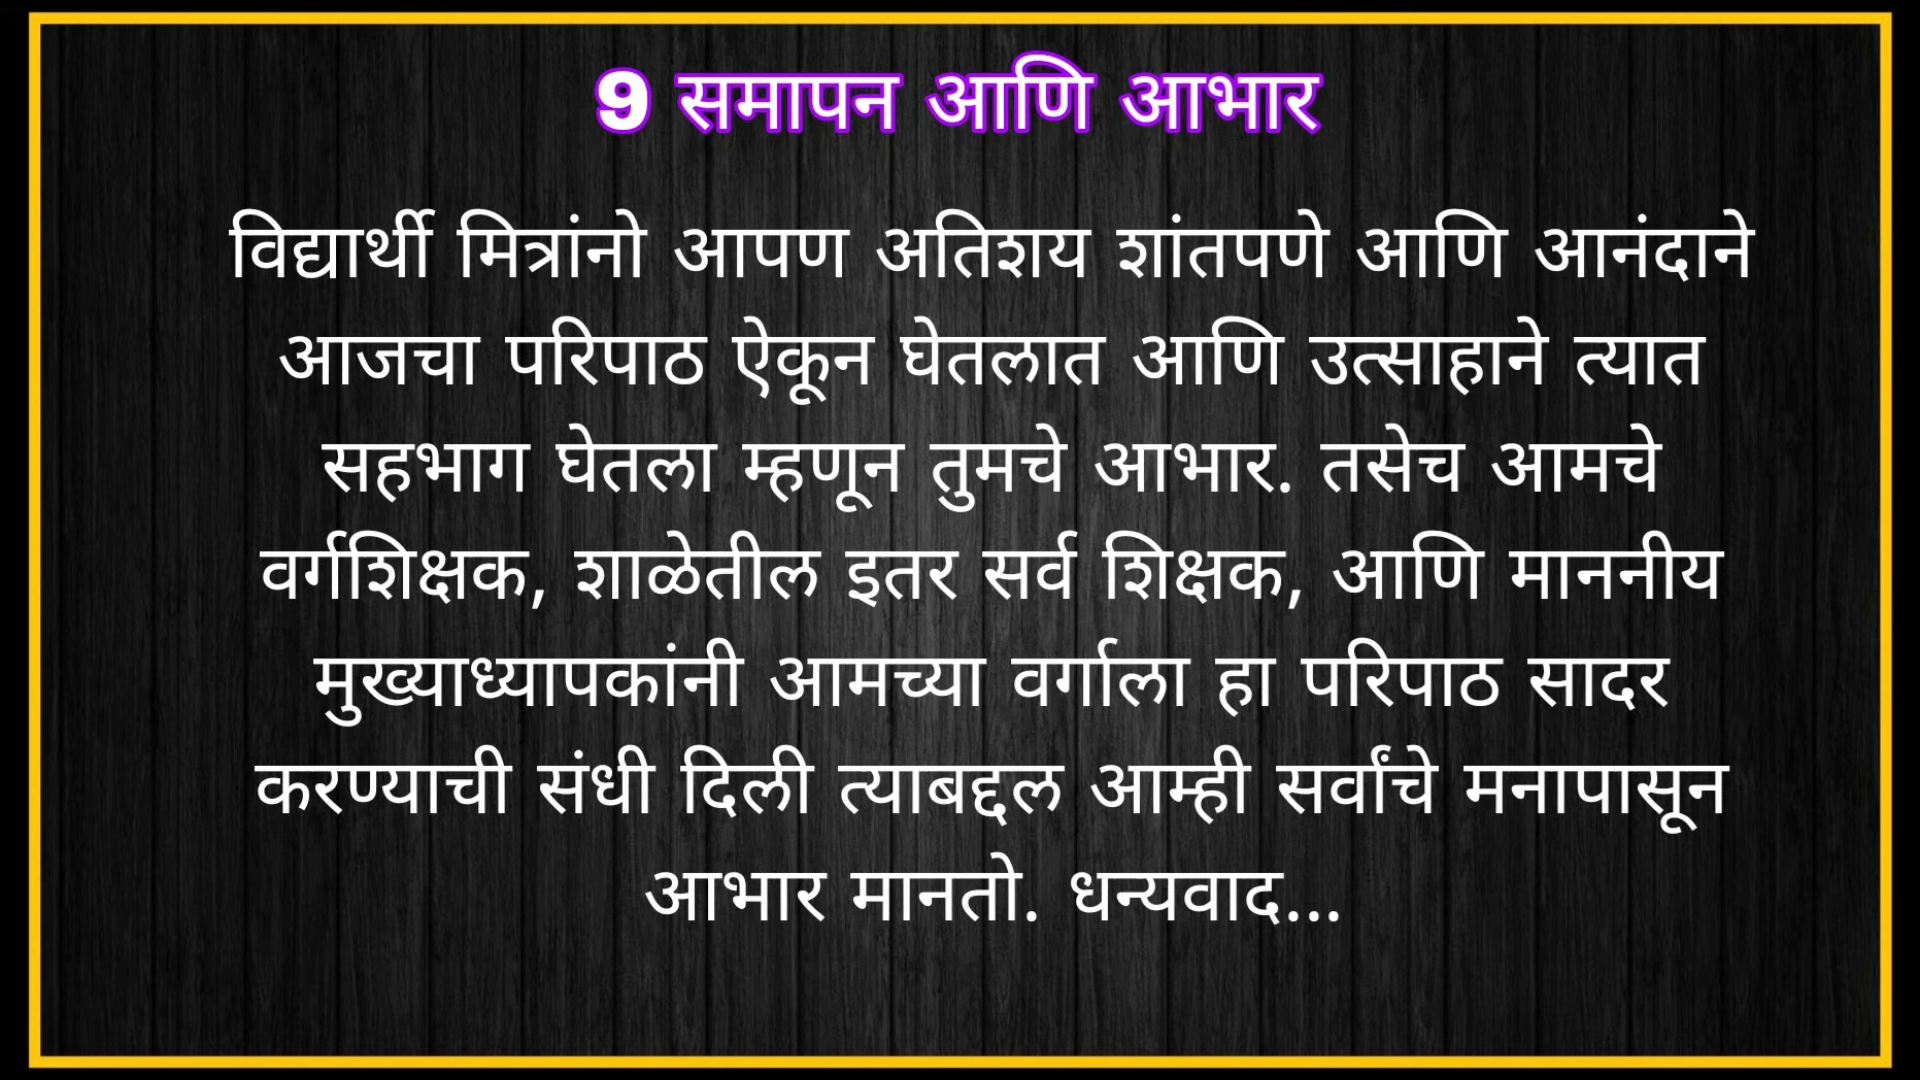 9 समापन आणि आभार
विद्यार्थी मित्रांनो आपण अतिशय शांतपणे आणि आनंदाने
आजचा परिपाठ ऐकून घेतलात आणि उत्साहाने त्यात
सहभाग घेतला म्हणून तुमचे आभार. तसेच आमचे
वर्गशिक्षक, शाळेतील इतर सर्व शिक्षक, आणि माननीय
मुख्याध्यापकांनी आमच्या वर्गाला हा परिपाठ सादर
करण्याची संधी दिली त्याबद्दल आम्ही सर्वांचे मनापासून
आभार मानतो. धन्यवाद...